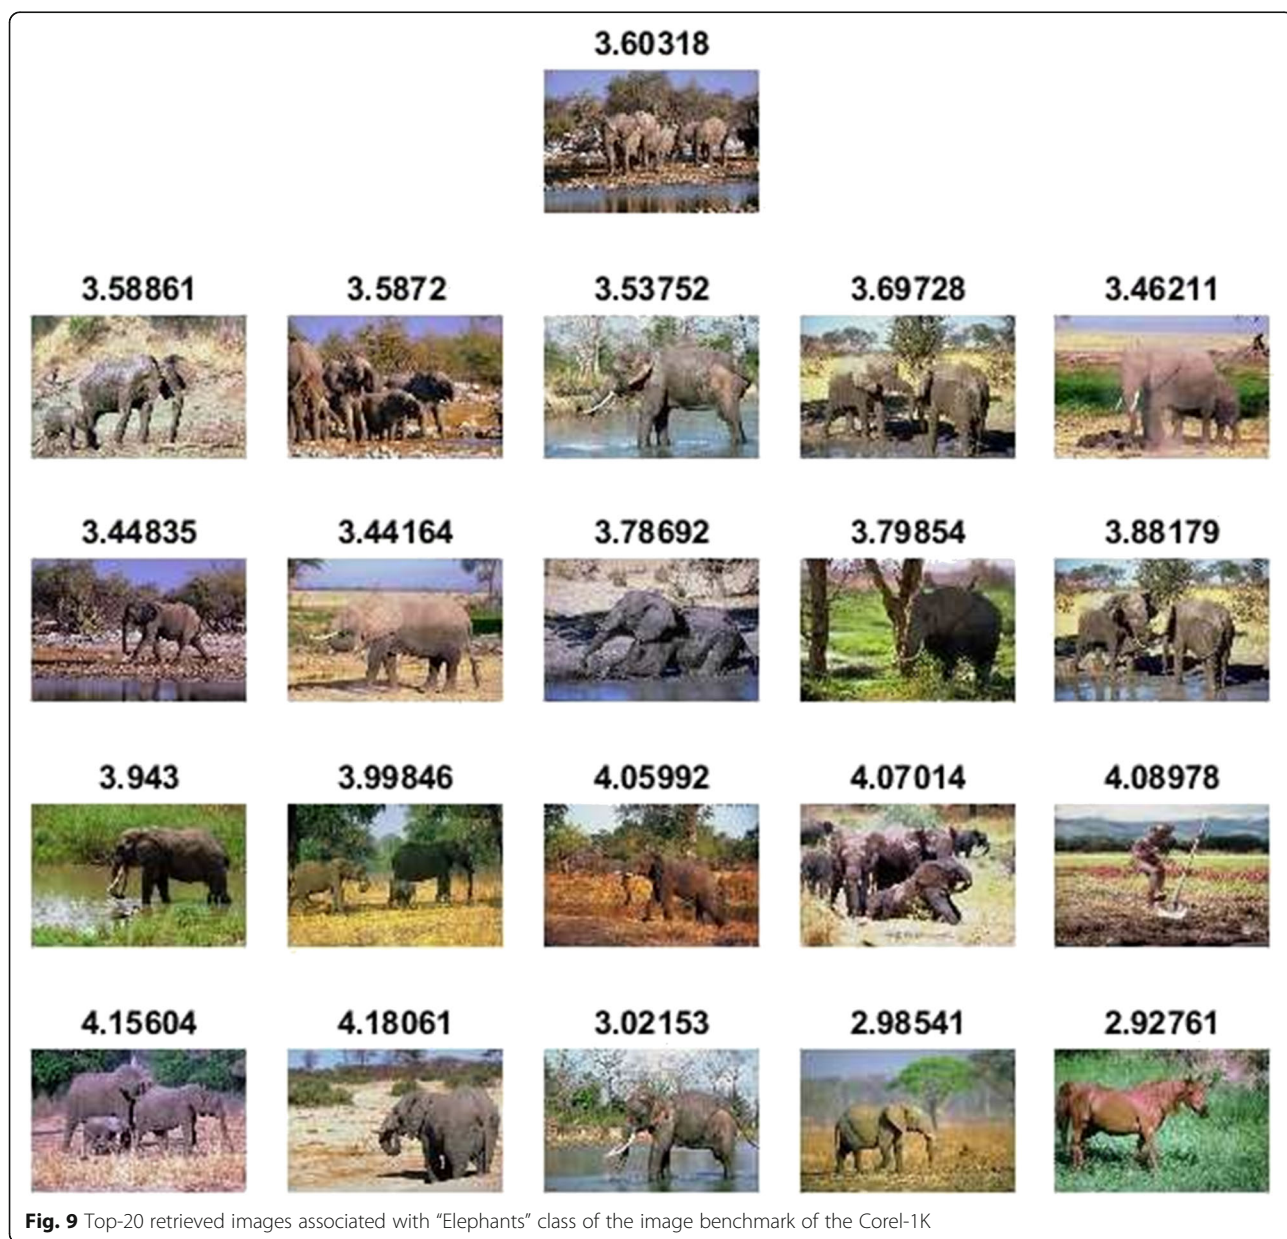 3.60318
3.58861 3.5872 3.53752 3.69728 3.46211
3.44835 3.44164 3.78692 3.79854 3.88179
3.943 3.99846 4.05992 4.07014 4.08978
4.15604 4.18061 3.02153 2.98541 2.92761
Fig. 9 Top-20 retrieved images associated with “Elephants” class of the image benchmark of the Corel-1K